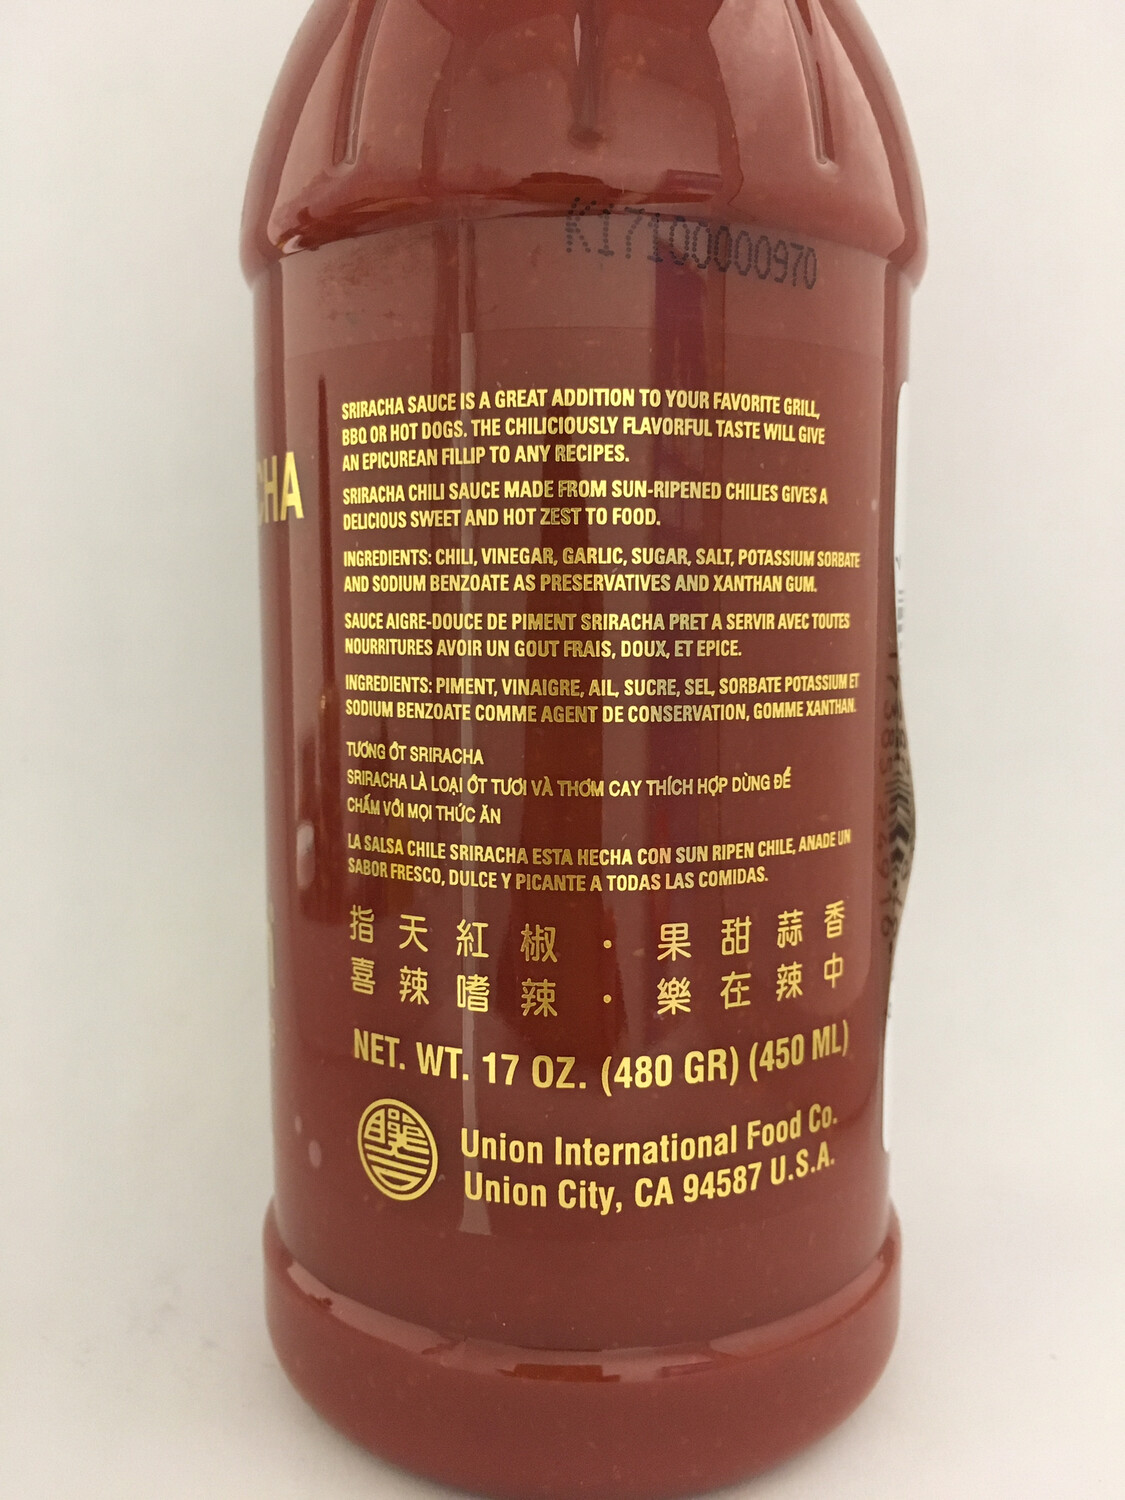 K17100000970
CHA
SRIRACHA SAUCE IS A GREAT ADDITION TO YOUR FAVORITE GRILL,
BBQ OR HOT DOGS. THE CHILICIOUSLY FLAVORFUL TASTE WILL GIVE
AN EPICUREAN FILLIP TO ANY RECIPES.
SRIRACHA CHILI SAUCE MADE FROM SUN-RIPENED CHILIES GIVES A
DELICIOUS SWEET AND HOT ZEST TO FOOD.
INGREDIENTS: CHILI, VINEGAR, GARLIC, SUGAR, SALT, POTASSIUM SORBATE
AND SODIUM BENZOATE AS PRESERVATIVES AND XANTHAN GUM.
SAUCE AIGRE-DOUCE DE PIMENT SRIRACHA PRET A SERVIR AVEC TOUTES
NOURRITURES AVOIR UN GOUT FRAIS, DOUX, ET EPICE.
INGREDIENTS: PIMENT, VINAIGRE, AIL, SUCRE, SEL, SORBATE POTASSIUM ET
SODIUM BENZOATE COMME AGENT DE CONSERVATION, GOMME XANTHAN.
TƯƠNG ỚT SRIRACHA
SRIRACHA LÀ LOẠI ỚT TƯƠI VÀ THƠM CAY THÍCH HỢP DÙNG ĐỂ
CHẤM VỚI MỌI THỨC ĂN
LA SALSA CHILE SRIRACHA ESTA HECHA CON SUN RIPEN CHILE, ANADE UN
SABOR FRESCO, DULCE Y PICANTE A TODAS LAS COMIDAS.
指天紅椒 · 果甜蒜香
喜辣嗜辣 · 樂在辣中
NET. WT. 17 OZ. (480 GR) (450 ML)
Union International Food Co.
Union City, CA 94587 U.S.A.